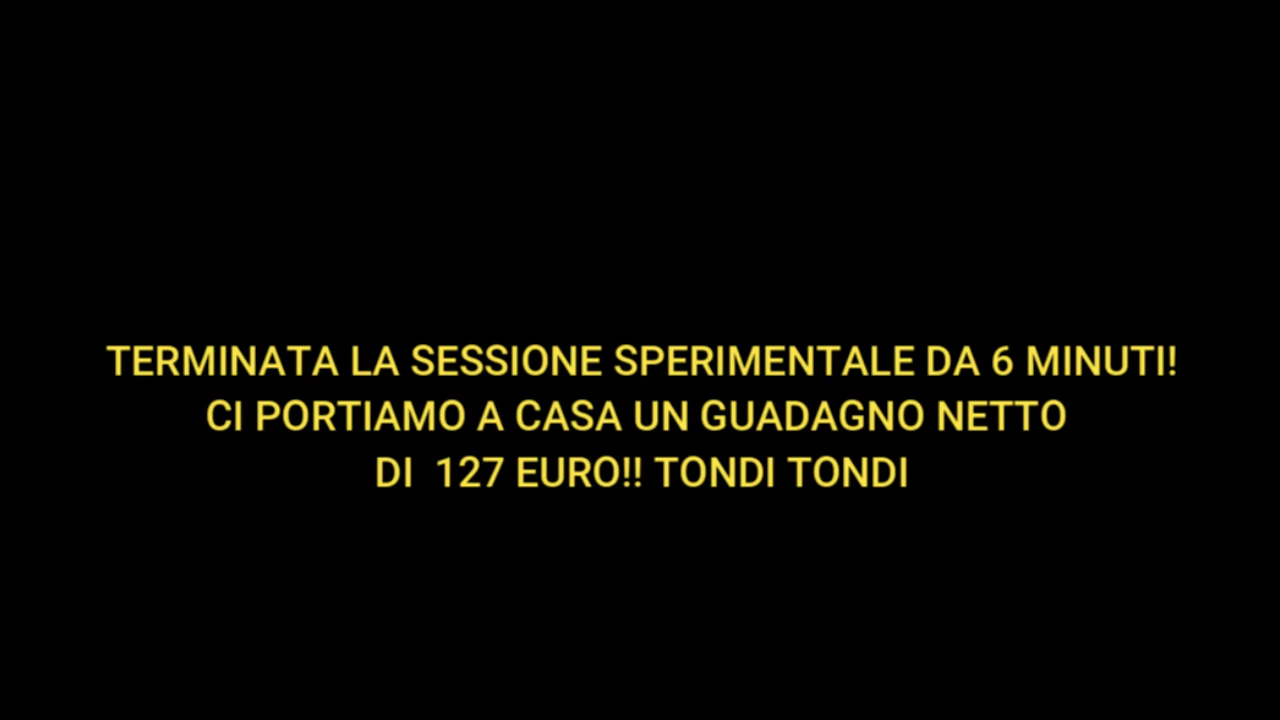 TERMINATA LA SESSIONE SPERIMENTALE DA 6 MINUTI!
CI PORTIAMO A CASA UN GUADAGNO NETTO
DI  127 EURO!! TONDI TONDI